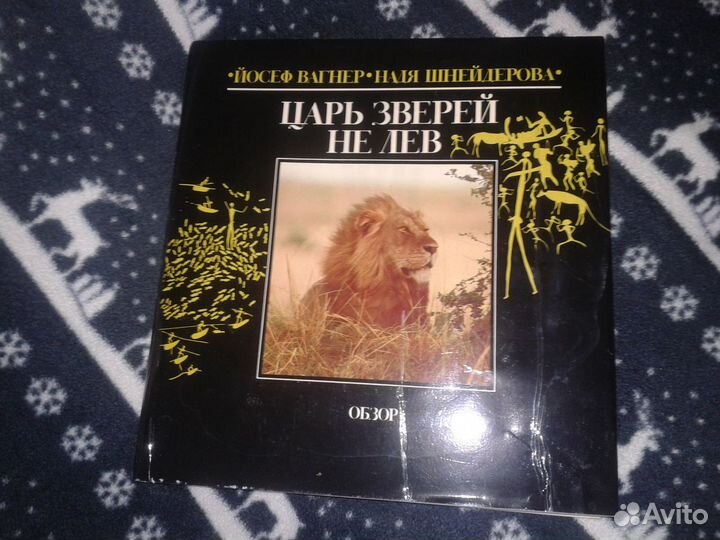 •ЙОСЕФ ВАГНЕР•НАДЯ ШНЕЙДЕРОВА•
ЦАРЬ ЗВЕРЕЙ
НЕ ЛЕВ
ОБЗОР
Avito